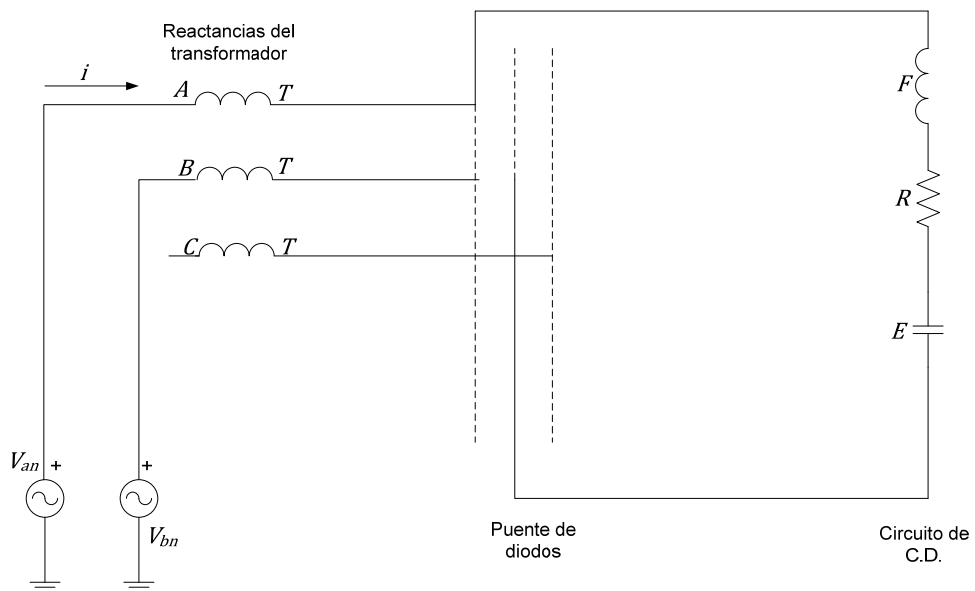 Reactancias del
transformador
i
A T
B T
C T
F
R
E
Van +
+
Vbn
Puente de
diodos
Circuito de
C.D.